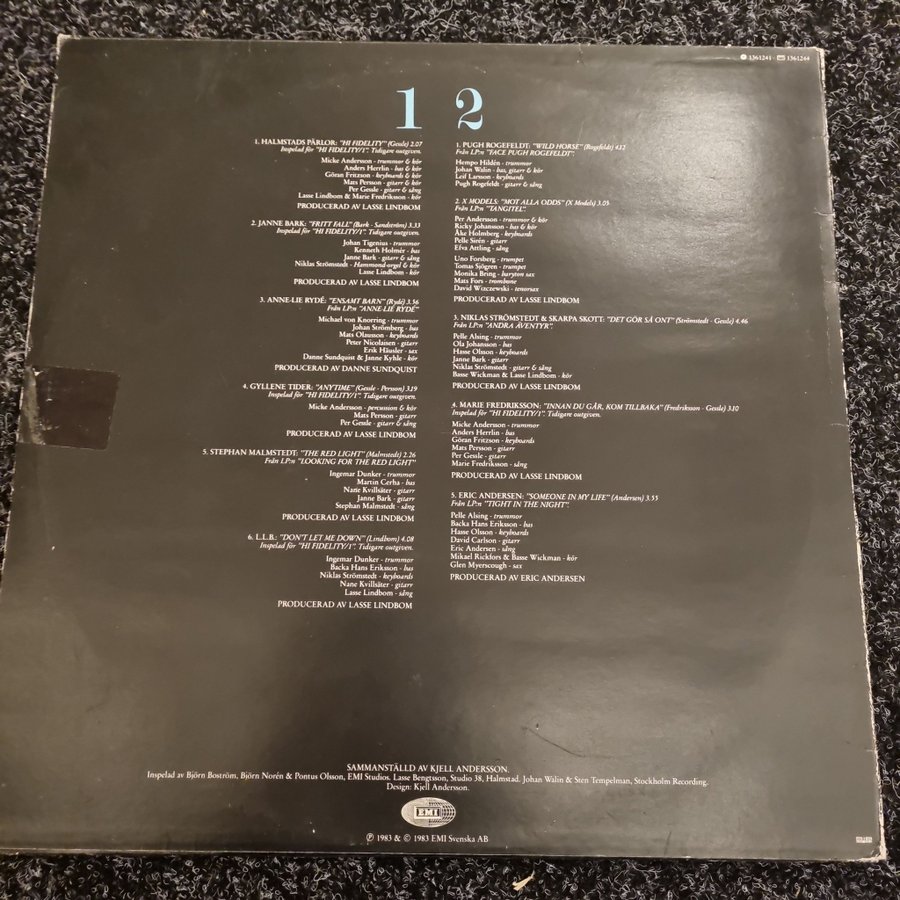 1361241 · 1361244
1
1. HALMSTADS PÄRLOR: "HI FIDELITY" (Gessle) 2.07
Inspelad för "HI FIDELITY/1". Tidigare outgiven.
Micke Andersson - trummor & kör
Anders Herrlin - bas & kör
Göran Fritzson - keyboards & kör
Mats Persson - gitarr & kör
Per Gessle - gitarr & sång
Lasse Lindbom & Marie Fredriksson - kör
PRODUCERAD AV LASSE LINDBOM
2. JANNE BARK: "FRITT FALL" (Bark - Sandström) 3.33
Inspelad för "HI FIDELITY/1". Tidigare outgiven.
Johan Tigenius - trummor
Kenneth Holmér - bas
Janne Bark - gitarr & sång
Niklas Strömstedt - Hammond-orgel & kör
Lasse Lindbom - kör
PRODUCERAD AV LASSE LINDBOM
3. ANNE-LIE RYDÉ: "ENSAMT BARN" (Rydé) 3.56
Från LP:n "ANNE-LIE RYDÉ"
Michael von Knorring - trummor
Johan Strömberg - bas
Mats Olausson - keyboards
Peter Nicolaisen - gitarr
Erik Häusler - sax
Danne Sundquist & Janne Kyhle - kör
PRODUCERAD AV DANNE SUNDQUIST
4. GYLLENE TIDER: "ANYTIME" (Gessle - Persson) 3.19
Inspelad för "HI FIDELITY/1". Tidigare outgiven.
Micke Andersson - percussion & kör
Mats Persson - gitarr
Per Gessle - gitarr & sång
PRODUCERAD AV LASSE LINDBOM
5. STEPHAN MALMSTEDT: "THE RED LIGHT" (Malmstedt) 2.26
Från LP:n "LOOKING FOR THE RED LIGHT"
Ingemar Dunker - trummor
Martin Cerha - bas
Nane Kvillsäter - gitarr
Janne Bark - gitarr
Stephan Malmstedt - sång
PRODUCERAD AV LASSE LINDBOM
6. L.L.B.: "DON'T LET ME DOWN" (Lindbom) 4.08
Inspelad för "HI FIDELITY/1". Tidigare outgiven.
Ingemar Dunker - trummor
Backa Hans Eriksson - bas
Niklas Strömstedt - keyboards
Nane Kvillsäter - gitarr
Lasse Lindbom - sång
PRODUCERAD AV LASSE LINDBOM
2
1. PUGH ROGEFELDT: "WILD HORSE" (Rogefeldt) 4.12
Från LP:n "FACE PUGH ROGEFELDT".
Hempo Hildén - trummor
Johan Wålin - bas, gitarr & kör
Leif Larsson - keyboards
Pugh Rogefeldt - gitarr & sång
2. X MODELS: "MOT ALLA ODDS" (X Models) 3.05
Från LP:n "TANGITEL".
Per Andersson - trummor & kör
Ricky Johansson - bas & kör
Åke Holmberg - keyboards
Pelle Sirén - gitarr
Efva Attling - sång
Uno Forsberg - trumpet
Tomas Sjögren - trumpet
Monika Bring - baryton sax
Mats Fors - trombone
David Wizczewski - tenorsax
PRODUCERAD AV LASSE LINDBOM
3. NIKLAS STRÖMSTEDT & SKARPA SKOTT: "DET GÖR SÅ ONT" (Strömstedt - Gessle) 4.46
Från LP:n "ANDRA ÄVENTYR".
Pelle Alsing - trummor
Ola Johansson - bas
Hasse Olsson - keyboards
Janne Bark - gitarr
Niklas Strömstedt - gitarr & sång
Basse Wickman & Lasse Lindbom - kör
PRODUCERAD AV LASSE LINDBOM
4. MARIE FREDRIKSSON: "INNAN DU GÅR, KOM TILLBAKA" (Fredriksson - Gessle) 3.10
Inspelad för "HI FIDELITY/1". Tidigare outgiven.
Micke Andersson - trummor
Anders Herrlin - bas
Göran Fritzson - keyboards
Mats Persson - gitarr
Per Gessle - gitarr
Marie Fredriksson - sång
PRODUCERAD AV LASSE LINDBOM
5. ERIC ANDERSEN: "SOMEONE IN MY LIFE" (Andersen) 3.55
Från LP:n "TIGHT IN THE NIGHT".
Pelle Alsing - trummor
Backa Hans Eriksson - bas
Hasse Olsson - keyboards
David Carlson - gitarr
Eric Andersen - sång
Mikael Rickfors & Basse Wickman - kör
Glen Myerscough - sax
PRODUCERAD AV ERIC ANDERSEN
SAMMANSTÄLLD AV KJELL ANDERSSON.
Inspelad av Björn Boström, Björn Norén & Pontus Olsson, EMI Studios. Lasse Bengtsson, Studio 38, Halmstad. Johan Wålin & Sten Tempelman, Stockholm Recording.
Design: Kjell Andersson.
EMI
℗ 1983 & © 1983 EMI Svenska AB